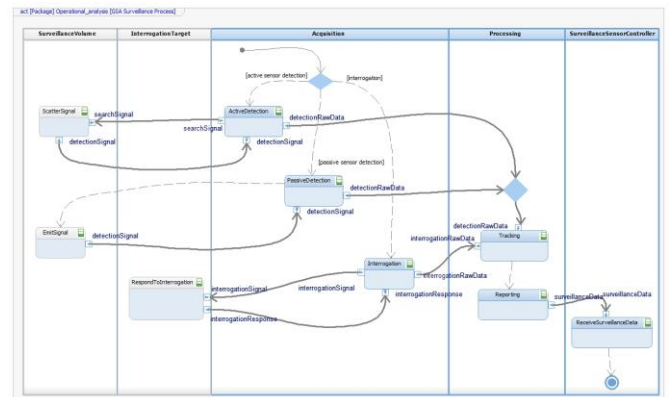 act [Package] Operational_analysis [GSA Surveillance Process]
SurveillanceVolume
InterrogationTarget
Acquisition
Processing
SurveillanceSensorController
[active sensor detection]
[interrogation]
ScatterSignal
searchSignal
searchSignal
ActiveDetection
detectionRawData
detectionSignal
detectionSignal
[passive sensor detection]
PassiveDetection
detectionRawData
detectionSignal
EmitSignal
detectionSignal
detectionRawData
interrogationRawData
Tracking
Interrogation
interrogationRawData
RespondToInterrogation
interrogationSignal
interrogationSignal
interrogationResponse
interrogationResponse
Reporting
surveillanceData
surveillanceData
ReceiveSurveillanceData